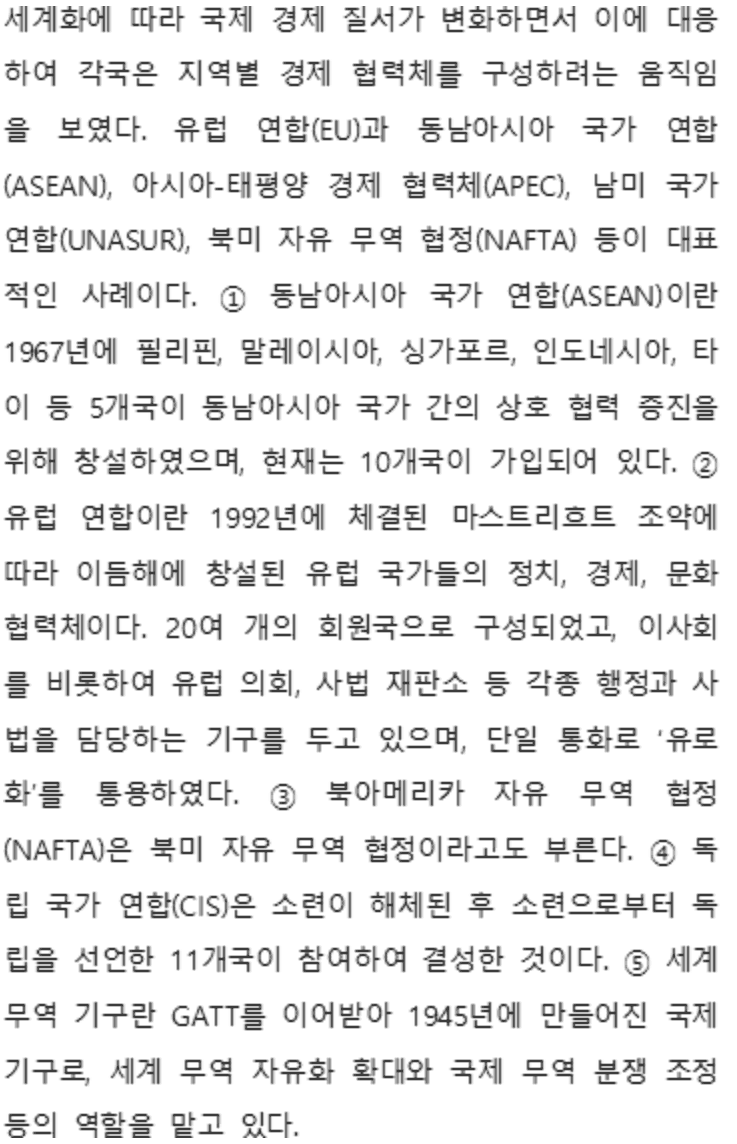 세계화에 따라 국제 경제 질서가 변화하면서 이에 대응
하여 각국은 지역별 경제 협력체를 구성하려는 움직임
을 보였다. 유럽 연합(EU)과 동남아시아 국가 연합
(ASEAN), 아시아-태평양 경제 협력체(APEC), 남미 국가
연합(UNASUR), 북미 자유 무역 협정(NAFTA) 등이 대표
적인 사례이다. ① 동남아시아 국가 연합(ASEAN)이란
1967년에 필리핀, 말레이시아, 싱가포르, 인도네시아, 타
이 등 5개국이 동남아시아 국가 간의 상호 협력 증진을
위해 창설하였으며, 현재는 10개국이 가입되어 있다. ②
유럽 연합이란 1992년에 체결된 마스트리흐트 조약에
따라 이듬해에 창설된 유럽 국가들의 정치, 경제, 문화
협력체이다. 20여 개의 회원국으로 구성되었고, 이사회
를 비롯하여 유럽 의회, 사법 재판소 등 각종 행정과 사
법을 담당하는 기구를 두고 있으며, 단일 통화로 '유로
화'를 통용하였다. ③ 북아메리카 자유 무역 협정
(NAFTA)은 북미 자유 무역 협정이라고도 부른다. ④ 독
립 국가 연합(CIS)은 소련이 해체된 후 소련으로부터 독
립을 선언한 11개국이 참여하여 결성한 것이다. ⑤ 세계
무역 기구란 GATT를 이어받아 1945년에 만들어진 국제
기구로, 세계 무역 자유화 확대와 국제 무역 분쟁 조정
등의 역할을 맡고 있다.